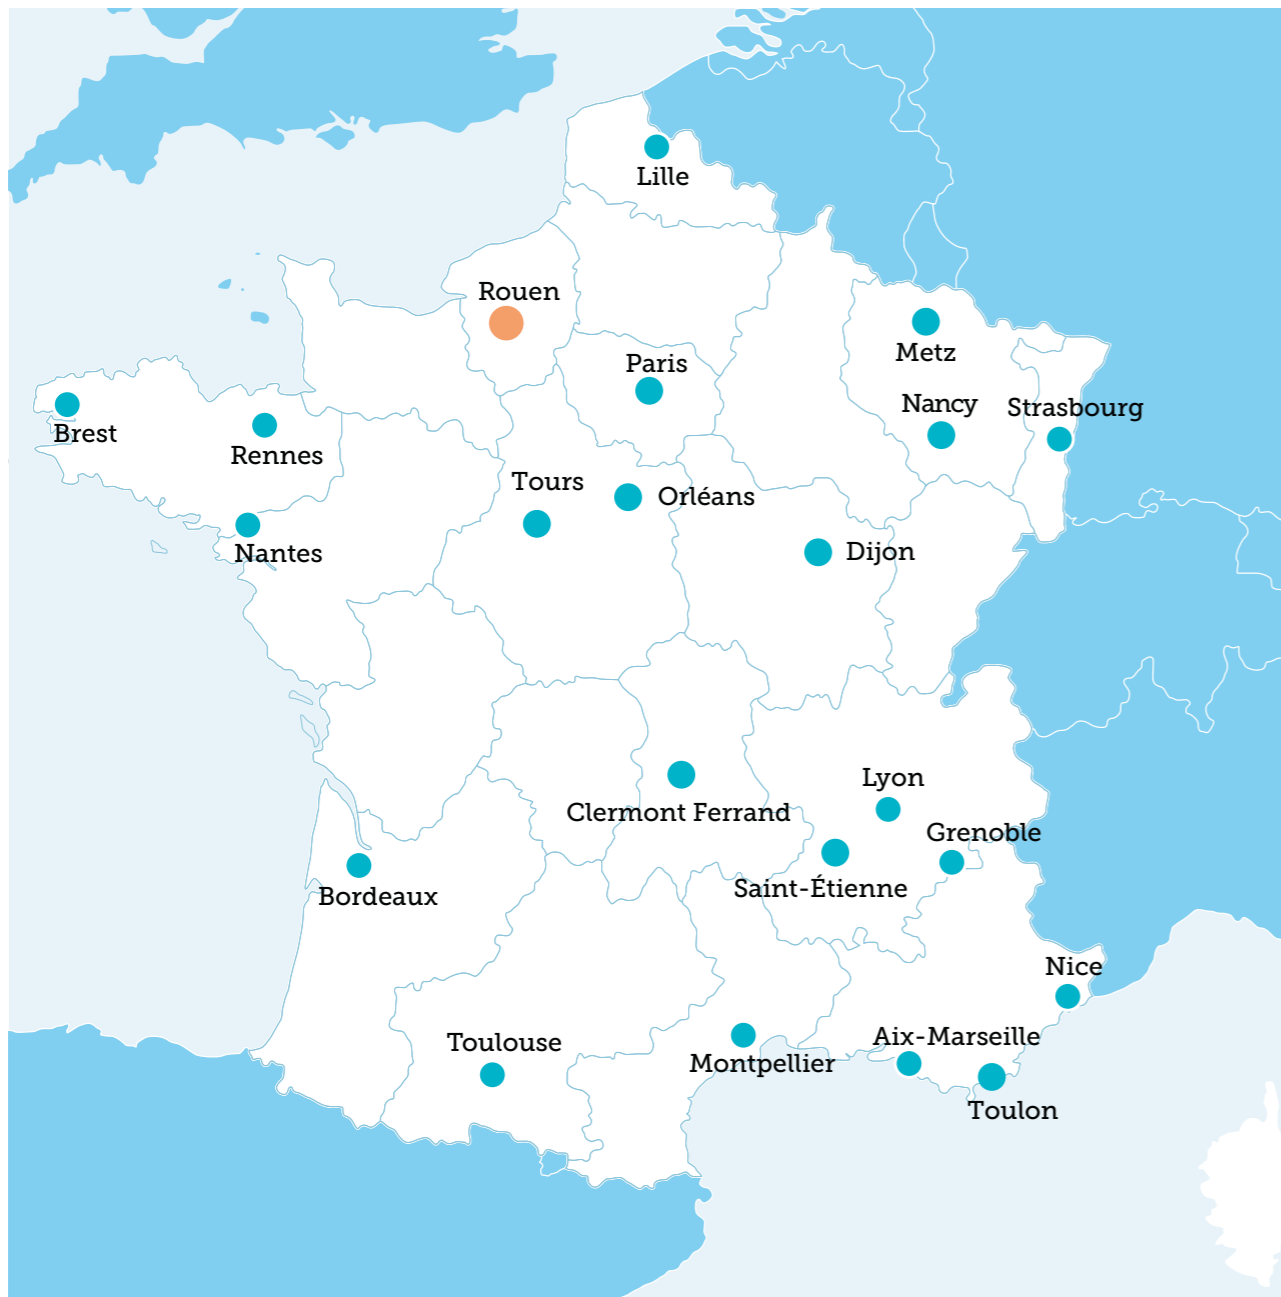 Lille
Rouen
Metz
Paris
Nancy
Strasbourg
Brest
Rennes
Tours
Orléans
Nantes
Dijon
Lyon
Clermont Ferrand
Grenoble
Saint-Étienne
Bordeaux
Nice
Aix-Marseille
Toulouse
Montpellier
Toulon